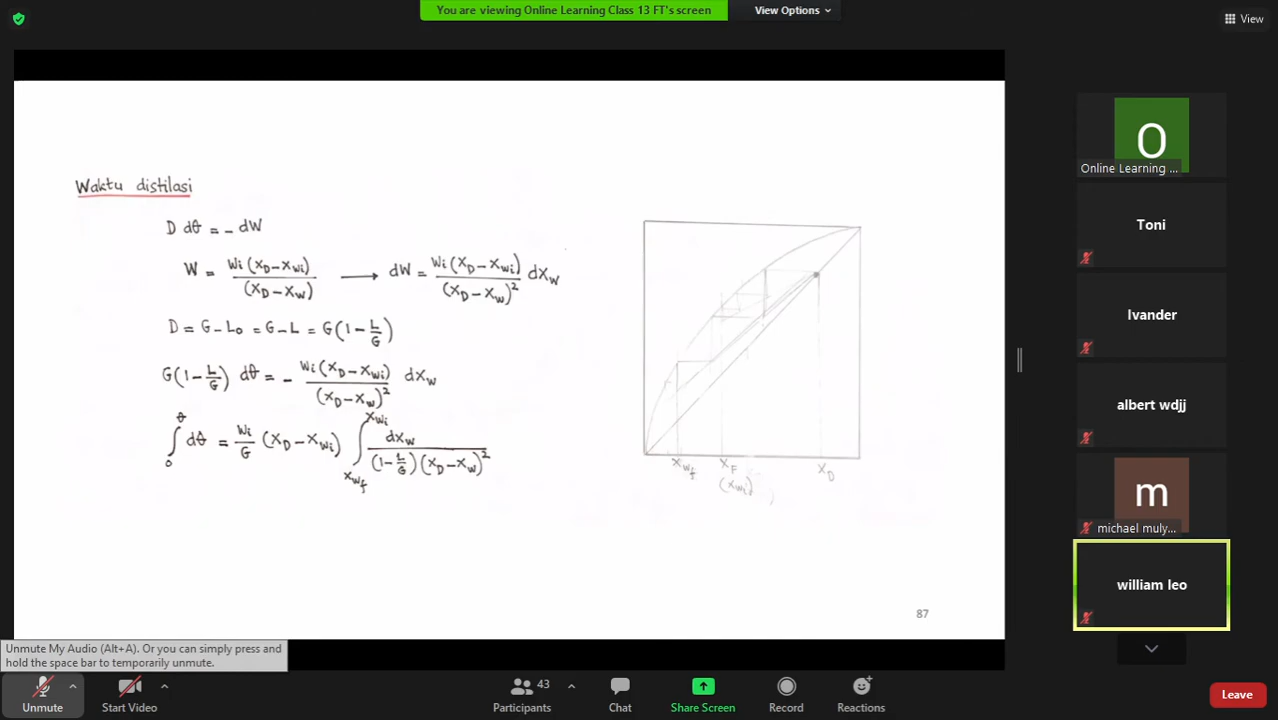 You are viewing Online Learning Class 13 FT's screen
View Options
View
Waktu distilasi
D dθ = - dW
W = Wi (xD - xWi) / (xD - xW) ⟶ dW = Wi (xD - xWi) / (xD - xW)² dxW
D = G - L0 = G - L = G (1 - L/G)
G (1 - L/G) dθ = - Wi (xD - xWi) / (xD - xW)² dxW
∫₀^θ dθ = Wi/G (xD - xWi) ∫_{xWf}^{xWi} dxW / (1 - L/G) (xD - xW)²
xWf
xF
(xWi)
xD
87
O
Online Learning ...
Toni
Ivander
albert wdjj
m
michael muly...
william leo
Unmute My Audio (Alt+A). Or you can simply press and
hold the space bar to temporarily unmute.
Unmute
Start Video
43
Participants
Chat
Share Screen
Record
Reactions
Leave